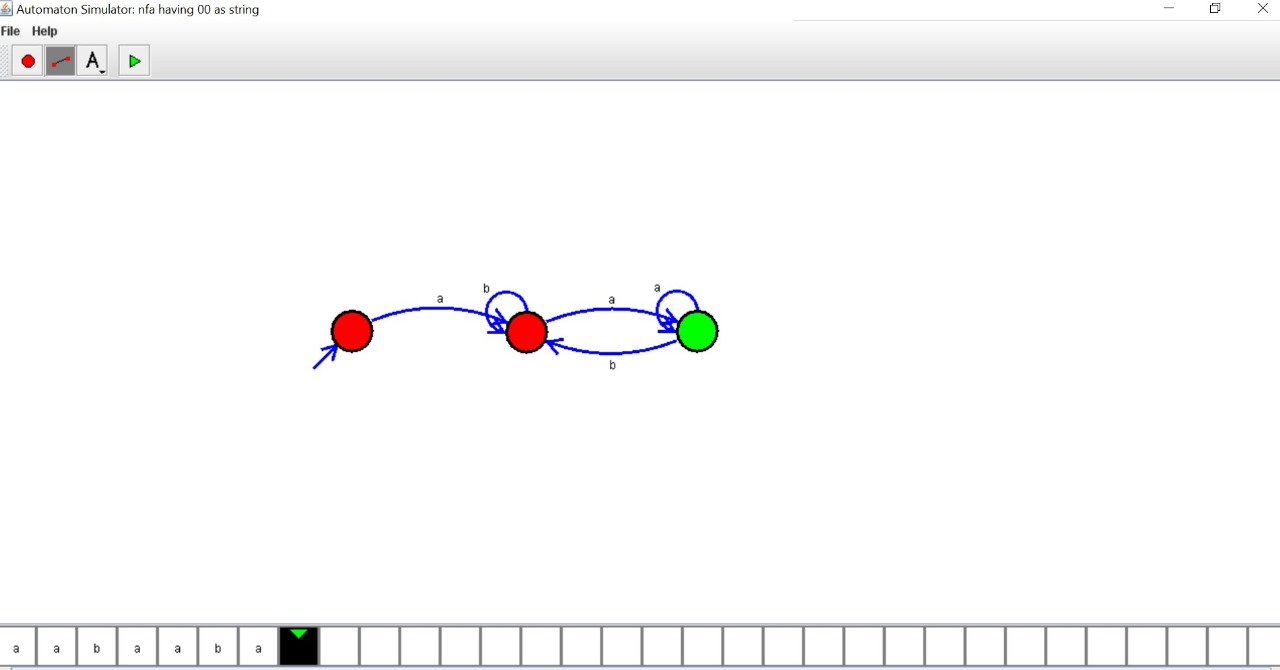 Automaton Simulator: nfa having 00 as string
File Help
A
a b a a b
a a b a a b a